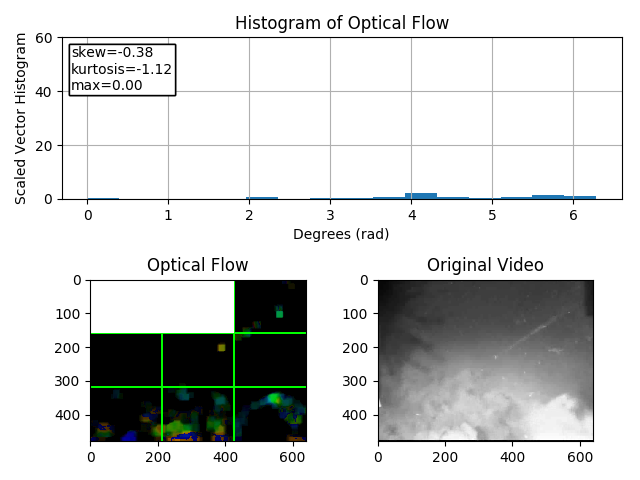 Histogram of Optical Flow
Scaled Vector Histogram
60
40
20
0
skew=-0.38
kurtosis=-1.12
max=0.00
0 1 2 3 4 5 6
Degrees (rad)
Optical Flow
0
100
200
300
400
0 200 400 600
Original Video
0
100
200
300
400
0 200 400 600